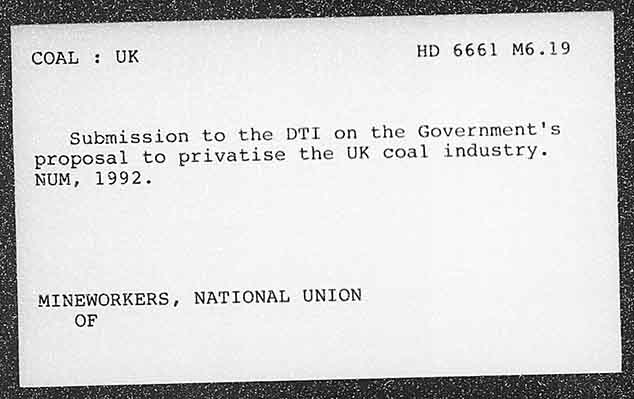 COAL : UK HD 6661 M6.19
Submission to the DTI on the Government's
proposal to privatise the UK coal industry.
NUM, 1992.
MINEWORKERS, NATIONAL UNION
OF